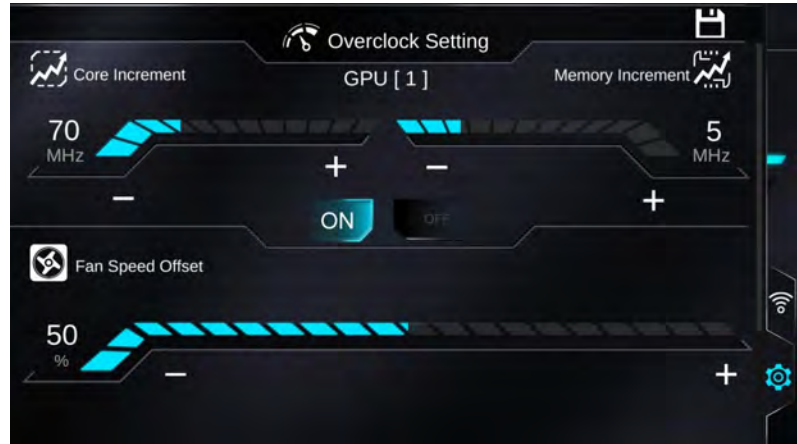 Overclock Setting
Core Increment
GPU [ 1 ]
Memory Increment
70
MHz
5
MHz
ON
OFF
Fan Speed Offset
50
%